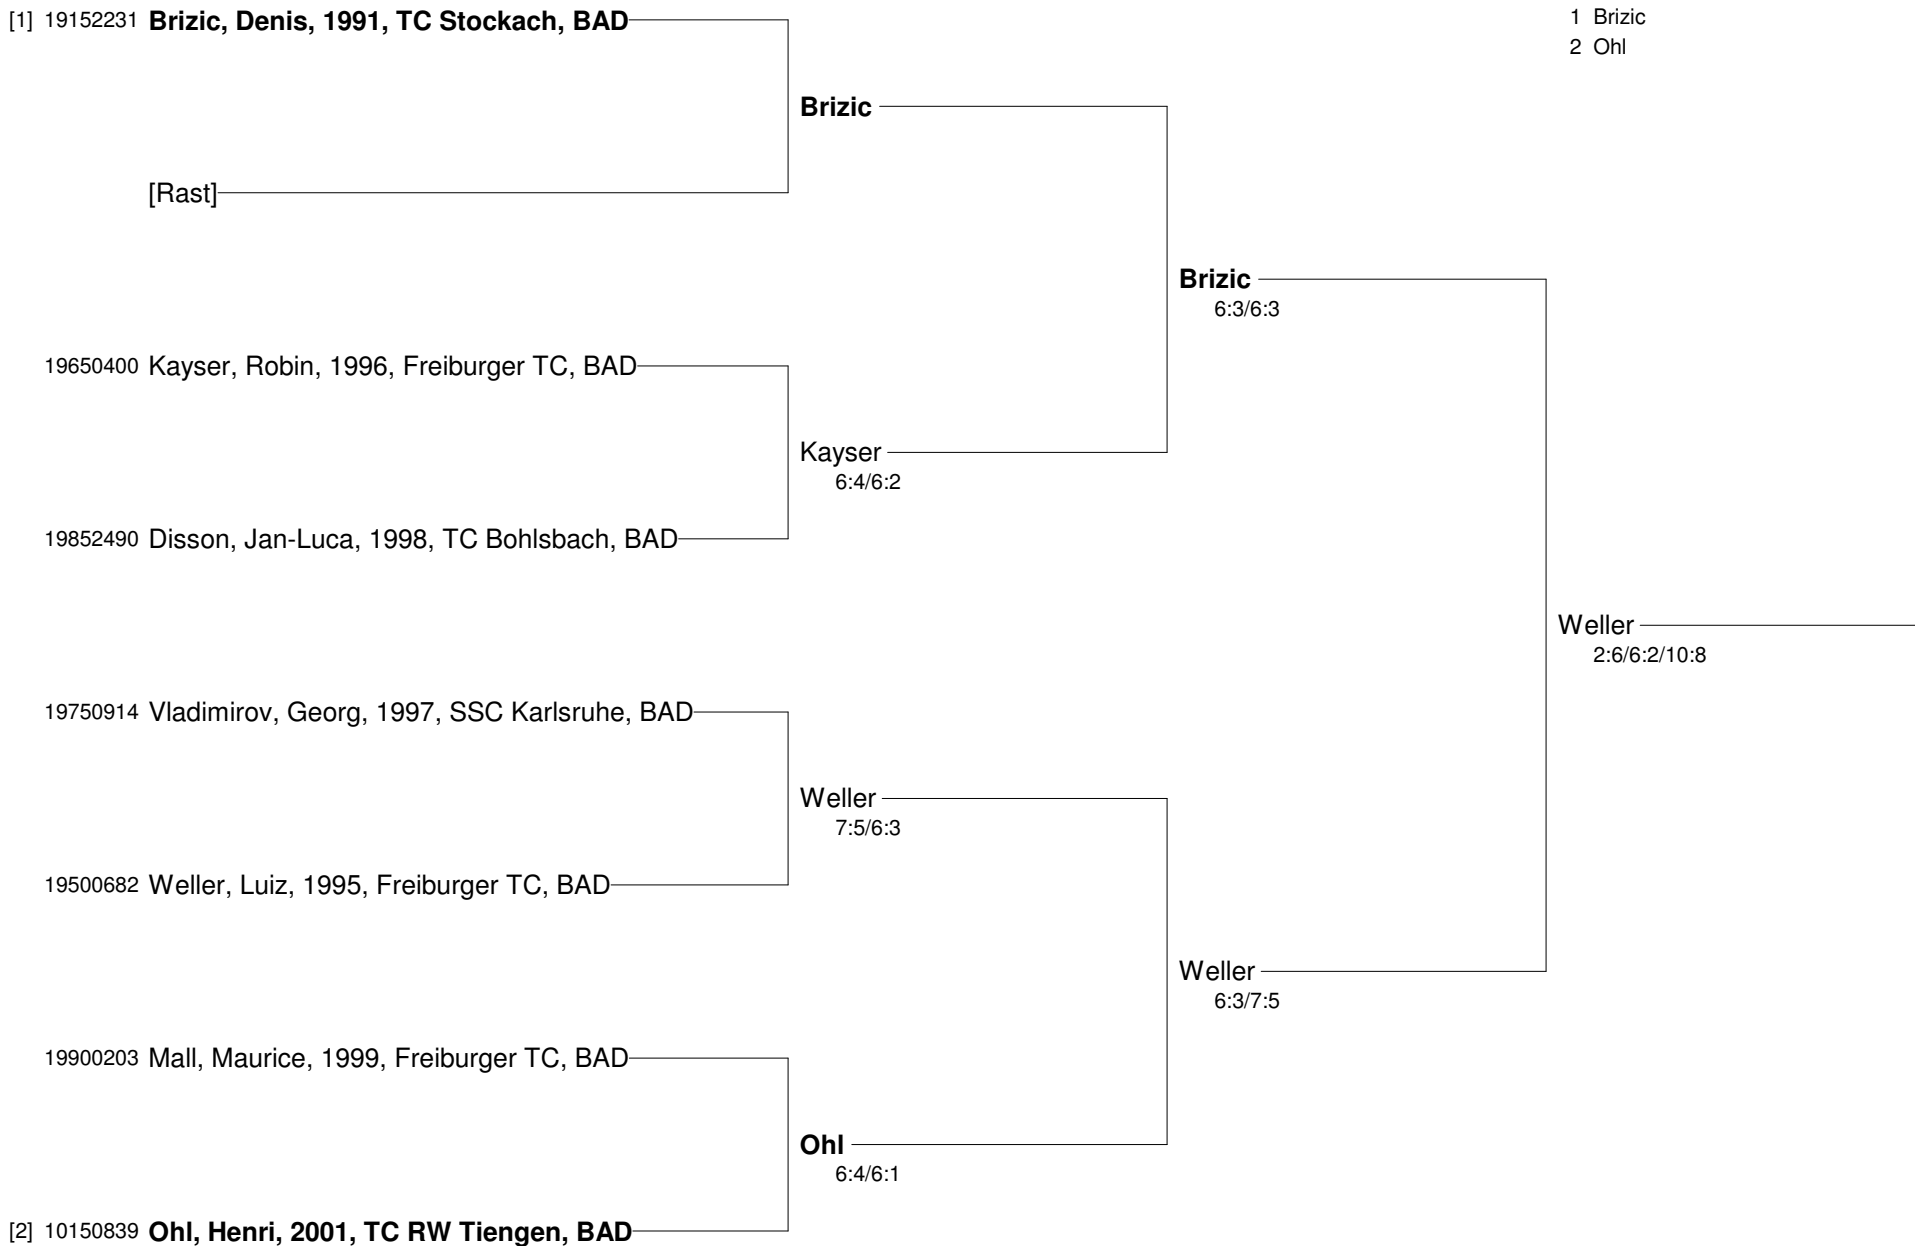 [1] 19152231 Brizic, Denis, 1991, TC Stockach, BAD
1 Brizic
2 Ohl
Brizic
[Rast]
Brizic
6:3/6:3
19650400 Kayser, Robin, 1996, Freiburger TC, BAD
Kayser
6:4/6:2
19852490 Disson, Jan-Luca, 1998, TC Bohlsbach, BAD
Weller
2:6/6:2/10:8
19750914 Vladimirov, Georg, 1997, SSC Karlsruhe, BAD
Weller
7:5/6:3
19500682 Weller, Luiz, 1995, Freiburger TC, BAD
Weller
6:3/7:5
19900203 Mall, Maurice, 1999, Freiburger TC, BAD
Ohl
6:4/6:1
[2] 10150839 Ohl, Henri, 2001, TC RW Tiengen, BAD